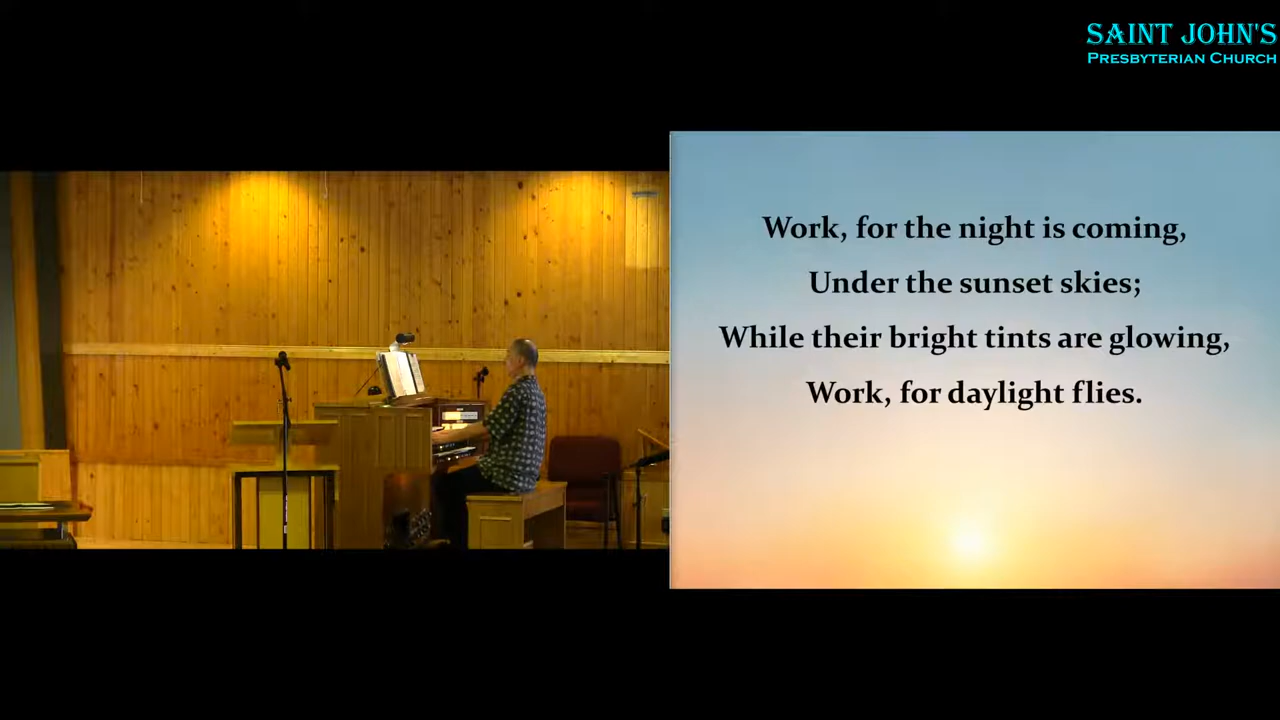 SAINT JOHN'S
PRESBYTERIAN CHURCH
Work, for the night is coming,
Under the sunset skies;
While their bright tints are glowing,
Work, for daylight flies.